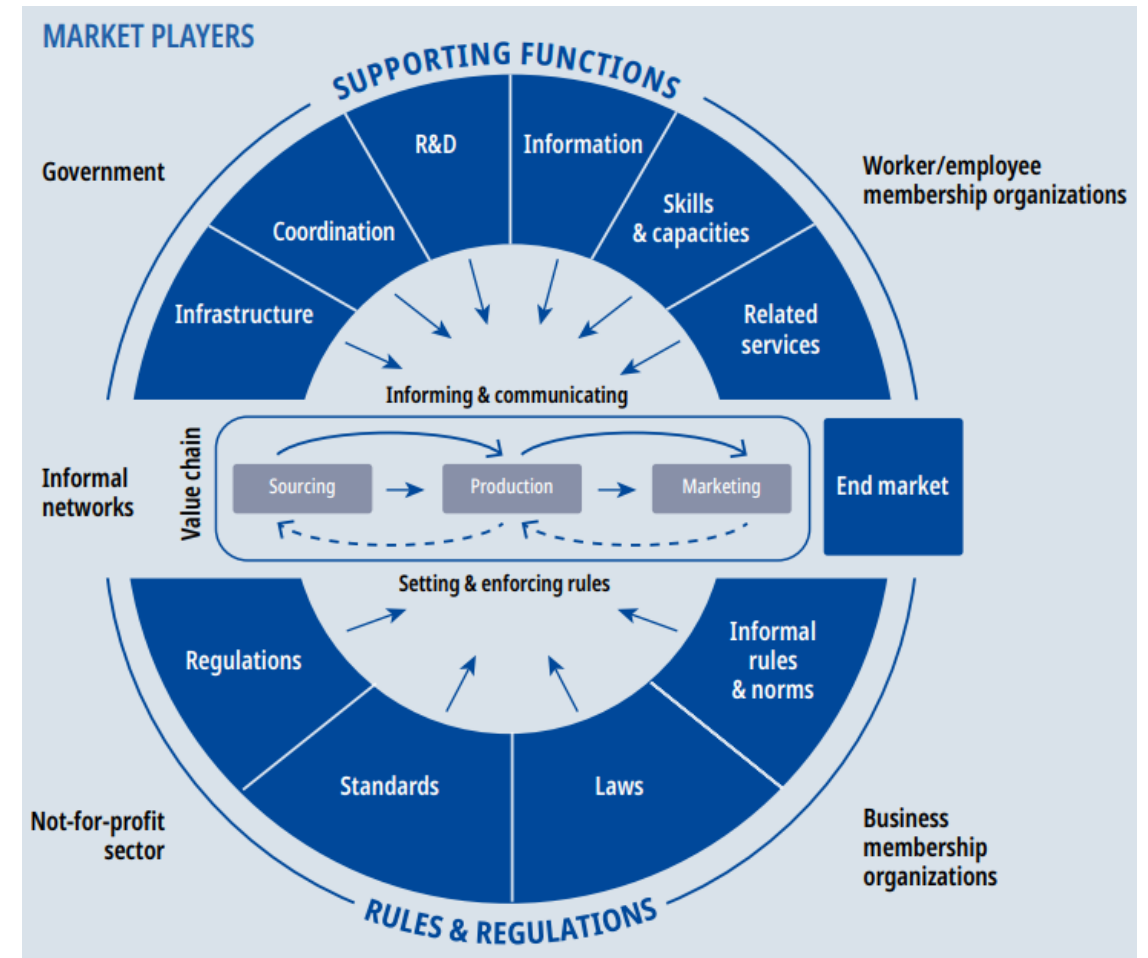 MARKET PLAYERS
SUPPORTING FUNCTIONS
Government
Worker/employee
membership organizations
Infrastructure
Coordination
R&D
Information
Skills
& capacities
Related
services
Informing & communicating
Informal
networks
Value chain
Sourcing
Production
Marketing
End market
Setting & enforcing rules
Regulations
Standards
Laws
Informal
rules
& norms
Not-for-profit
sector
Business
membership
organizations
RULES & REGULATIONS